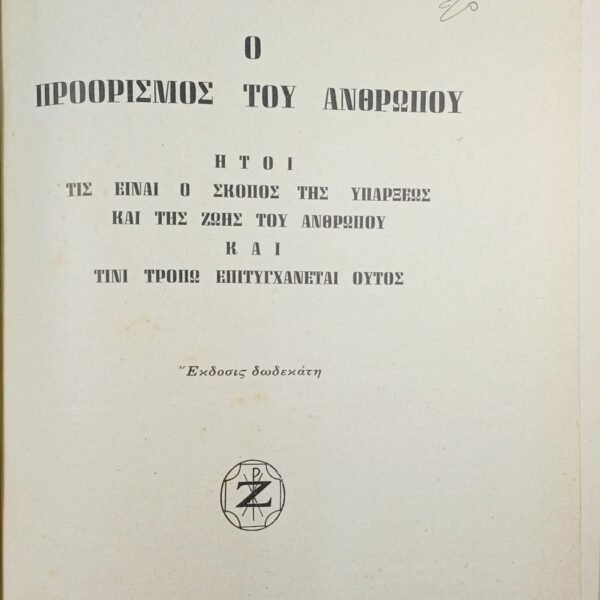 Ο
ΠΡΟΟΡΙΣΜΟΣ ΤΟΥ ΑΝΘΡΩΠΟΥ
ΗΤΟΙ
ΤΙΣ ΕΙΝΑΙ Ο ΣΚΟΠΟΣ ΤΗΣ ΥΠΑΡΞΕΩΣ
ΚΑΙ ΤΗΣ ΖΩΗΣ ΤΟΥ ΑΝΘΡΩΠΟΥ
ΚΑΙ
ΤΙΝΙ ΤΡΟΠΩ ΕΠΙΤΥΓΧΑΝΕΤΑΙ ΟΥΤΟΣ
Ἔκδοσις δωδεκάτη
Ζ